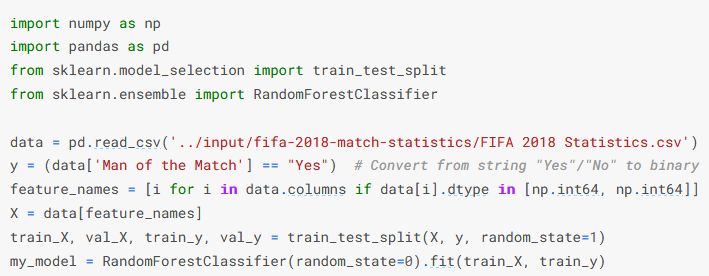 import numpy as np
import pandas as pd
from sklearn.model_selection import train_test_split
from sklearn.ensemble import RandomForestClassifier

data = pd.read_csv('../input/fifa-2018-match-statistics/FIFA 2018 Statistics.csv')
y = (data['Man of the Match'] == "Yes")  # Convert from string "Yes"/"No" to binary
feature_names = [i for i in data.columns if data[i].dtype in [np.int64, np.int64]]
X = data[feature_names]
train_X, val_X, train_y, val_y = train_test_split(X, y, random_state=1)
my_model = RandomForestClassifier(random_state=0).fit(train_X, train_y)